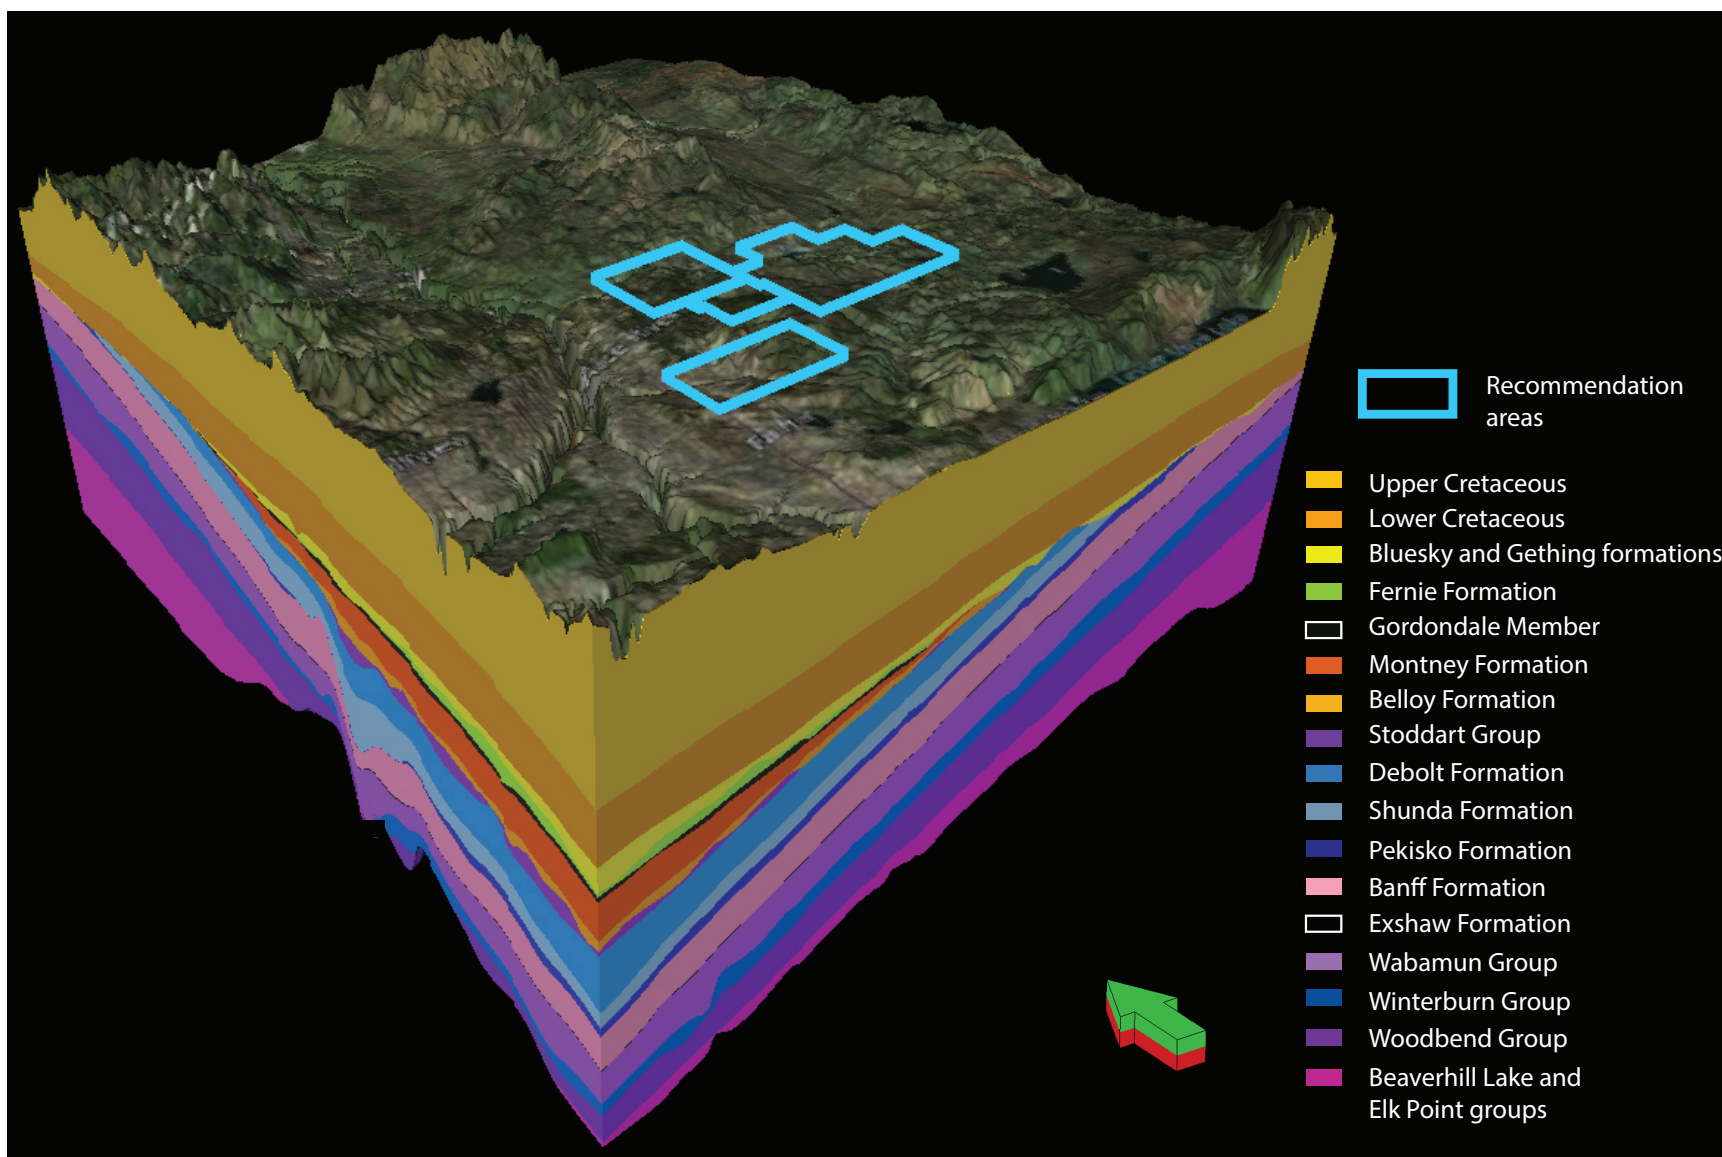 Recommendation
areas
Upper Cretaceous
Lower Cretaceous
Bluesky and Gething formations
Fernie Formation
Gordondale Member
Montney Formation
Belloy Formation
Stoddart Group
Debolt Formation
Shunda Formation
Pekisko Formation
Banff Formation
Exshaw Formation
Wabamun Group
Winterburn Group
Woodbend Group
Beaverhill Lake and
Elk Point groups